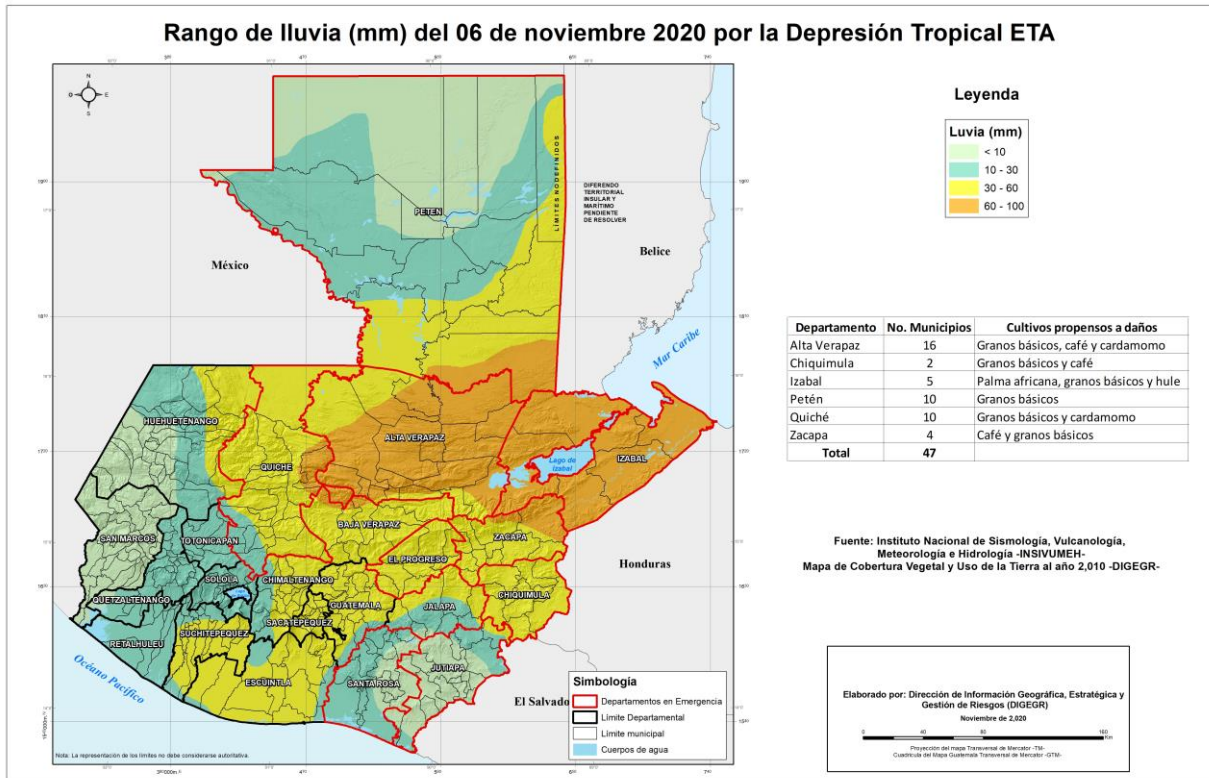 Rango de lluvia (mm) del 06 de noviembre 2020 por la Depresión Tropical ETA
N
O E
S
PETÉN
LÍMITES NO DEFINIDOS
DIFERENDO
TERRITORIAL
INSULAR Y
MARÍTIMO
PENDIENTE
DE RESOLVER
México
Belice
Mar Caribe
HUEHUETENANGO
ALTA VERAPAZ
QUICHE
Lago de
Izabal
IZABAL
SAN MARCOS
TOTONICAPAN
BAJA VERAPAZ
ZACAPA
EL PROGRESO
Honduras
SOLOLA
CHIMALTENANGO
QUETZALTENANGO
GUATEMALA
JALAPA
CHIQUIMULA
RETALHULEU
SUCHITEPEQUEZ
SACATEPEQUEZ
JUTIAPA
ESCUINTLA
SANTA ROSA
Océano Pacífico
El Salvador
Simbología
Departamentos en Emergencia
Límite Departamental
Límite municipal
Cuerpos de agua
Nota: La representación de los límites no debe considerarse autoritativa.
Leyenda
Luvia (mm)
< 10
10 - 30
30 - 60
60 - 100
Departamento No. Municipios Cultivos propensos a daños
Alta Verapaz 16 Granos básicos, café y cardamomo
Chiquimula 2 Granos básicos y café
Izabal 5 Palma africana, granos básicos y hule
Petén 10 Granos básicos
Quiché 10 Granos básicos y cardamomo
Zacapa 4 Café y granos básicos
Total 47
Fuente: Instituto Nacional de Sismología, Vulcanología,
Meteorología e Hidrología -INSIVUMEH-
Mapa de Cobertura Vegetal y Uso de la Tierra al año 2,010 -DIGEGR-
Elaborado por: Dirección de Información Geográfica, Estratégica y
Gestión de Riesgos (DIGEGR)
Noviembre de 2,020
0 40 80 160
Km
Proyección del mapa Transversal de Mercator -TM-
Cuadrícula del Mapa Guatemala Transversal de Mercator -GTM-